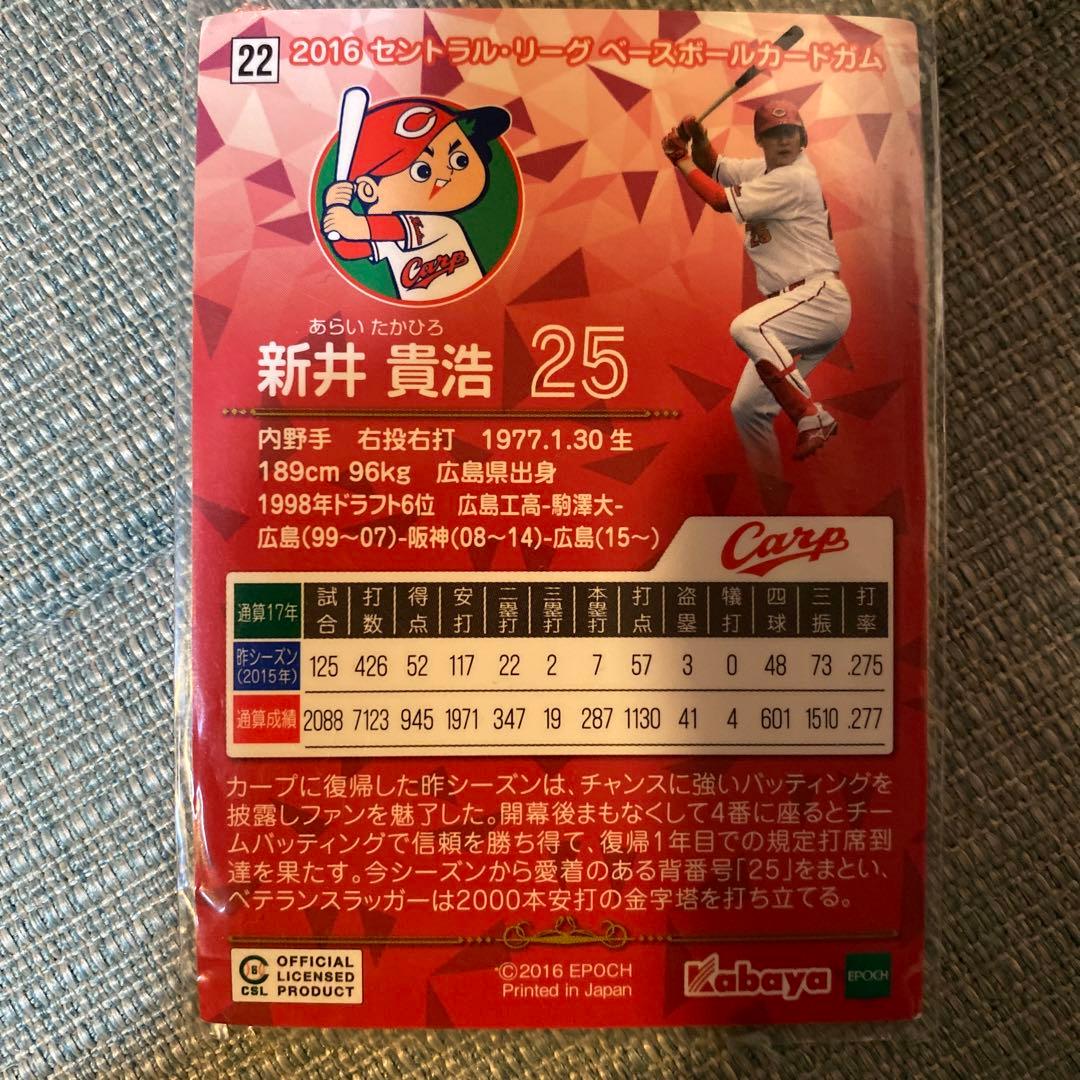 22 2016 セントラル・リーグ ベースボールカードガム
C
C
Carp
25
あらい たかひろ
新井 貴浩 25
内野手 右投右打 1977.1.30 生
189cm 96kg 広島県出身
1998年ドラフト6位 広島工高-駒澤大-
広島(99〜07)-阪神(08〜14)-広島(15〜)
Carp
通算17年 試合 打数 得点 安打 二塁打 三塁打 本塁打 打点 盗塁 犠打 四球 三振 打率
昨シーズン (2015年) 125 426 52 117 22 2 7 57 3 0 48 73 .275
通算成績 2088 7123 945 1971 347 19 287 1130 41 4 601 1510 .277
カープに復帰した昨シーズンは、チャンスに強いバッティングを
披露しファンを魅了した。開幕後まもなくして4番に座るとチー
ムバッティングで信頼を勝ち得て、復帰1年目での規定打席到
達を果たす。今シーズンから愛着のある背番号「25」をまとい、
ベテランスラッガーは2000本安打の金字塔を打ち立てる。
CSL OFFICIAL LICENSED PRODUCT
©2016 EPOCH
Printed in Japan
Kabaya
EPOCH